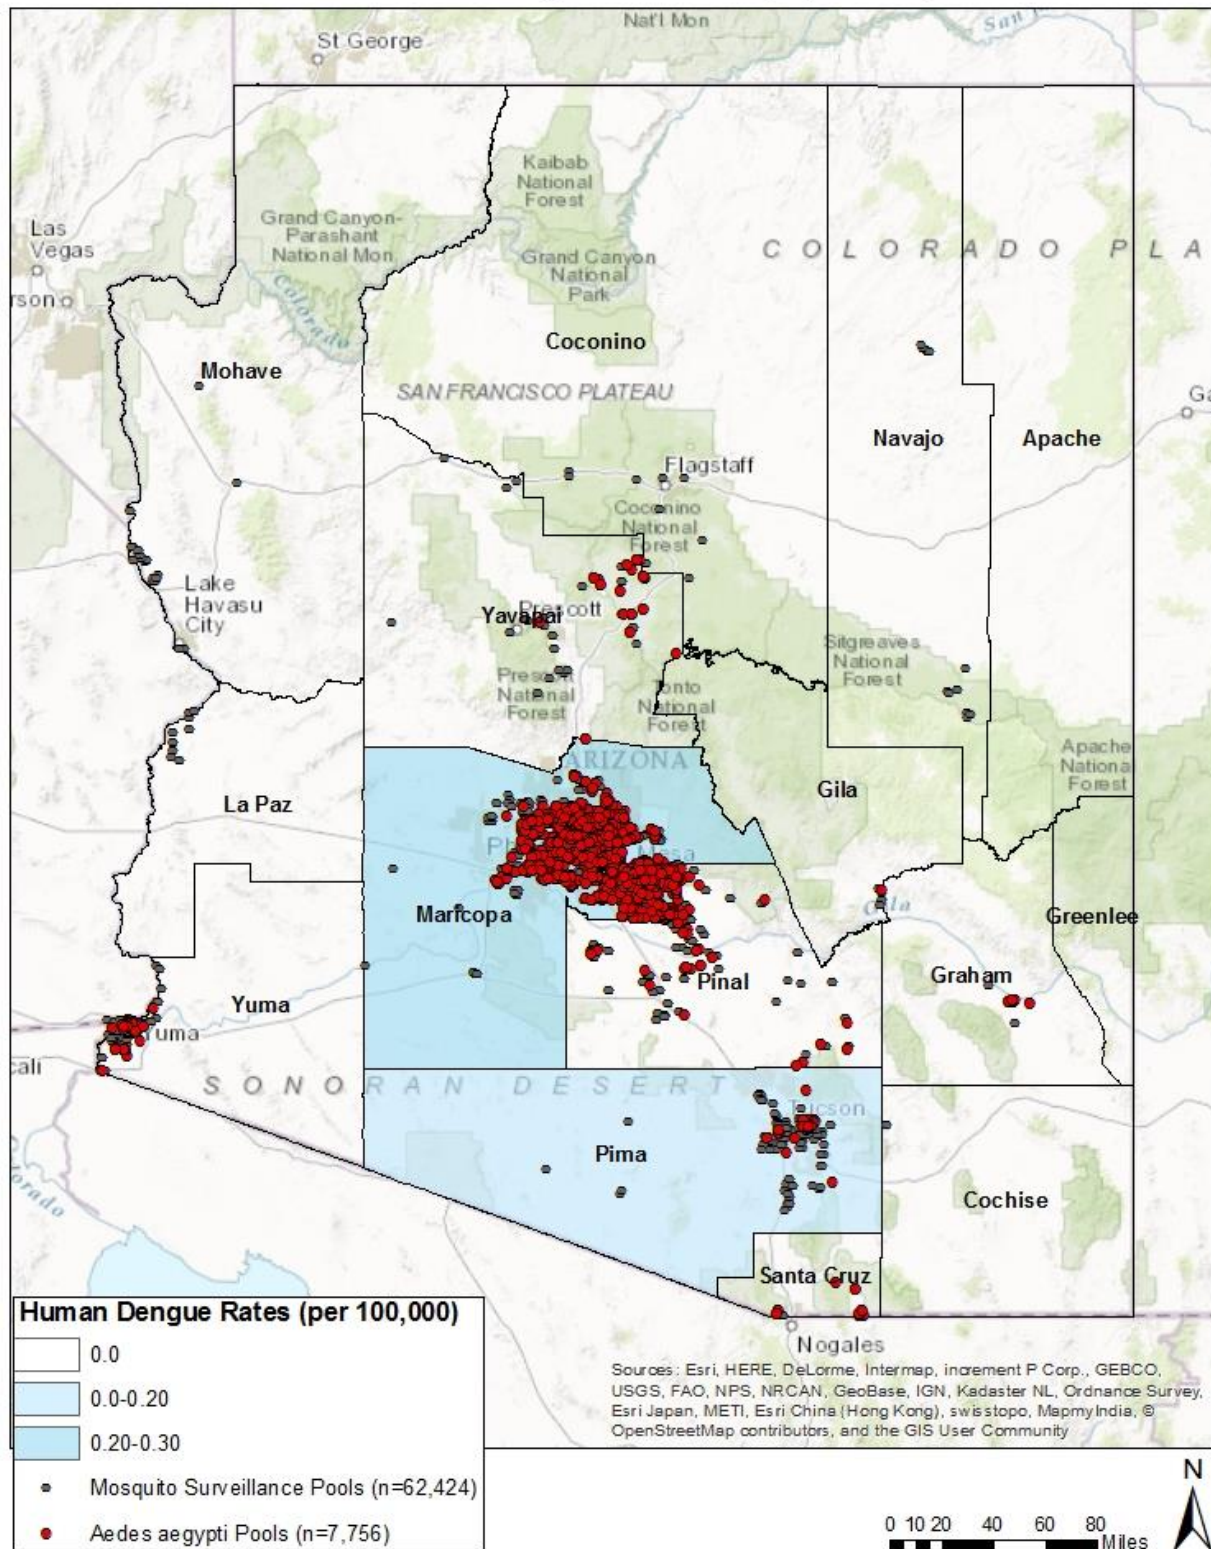 Nat'l Mon
San
St George
Kaibab
National
Forest
Grand Canyon-
Parashant
National Mon
Las
Vegas
rson
COLORADO PLA
Grand Canyon
National
Park
Colorado
Coconino
Mohave
SAN FRANCISCO PLATEAU
Ga
Navajo
Apache
Flagstaff
Coconino
National
Forest
Lake
Havasu
City
Yavapai
Prescott
Sitgreaves
National
Forest
Prescott
National
Forest
Tonto
National
Forest
ARIZONA
Apache
National
Forest
La Paz
Gila
Mesa
Maricopa
Gila
Greenlee
Graham
Pinal
Yuma
Yuma
cali
SONORAN DESERT
Tucson
Pima
Cochise
Santa Cruz
Nogales
Human Dengue Rates (per 100,000)
0.0
0.0-0.20
0.20-0.30
Mosquito Surveillance Pools (n=62,424)
Aedes aegypti Pools (n=7,756)
Sources: Esri, HERE, DeLorme, Intermap, increment P Corp., GEBCO,
USGS, FAO, NPS, NRCAN, GeoBase, IGN, Kadaster NL, Ordnance Survey,
Esri Japan, METI, Esri China (Hong Kong), swisstopo, MapmyIndia, ©
OpenStreetMap contributors, and the GIS User Community
N
0 10 20 40 60 80
Miles